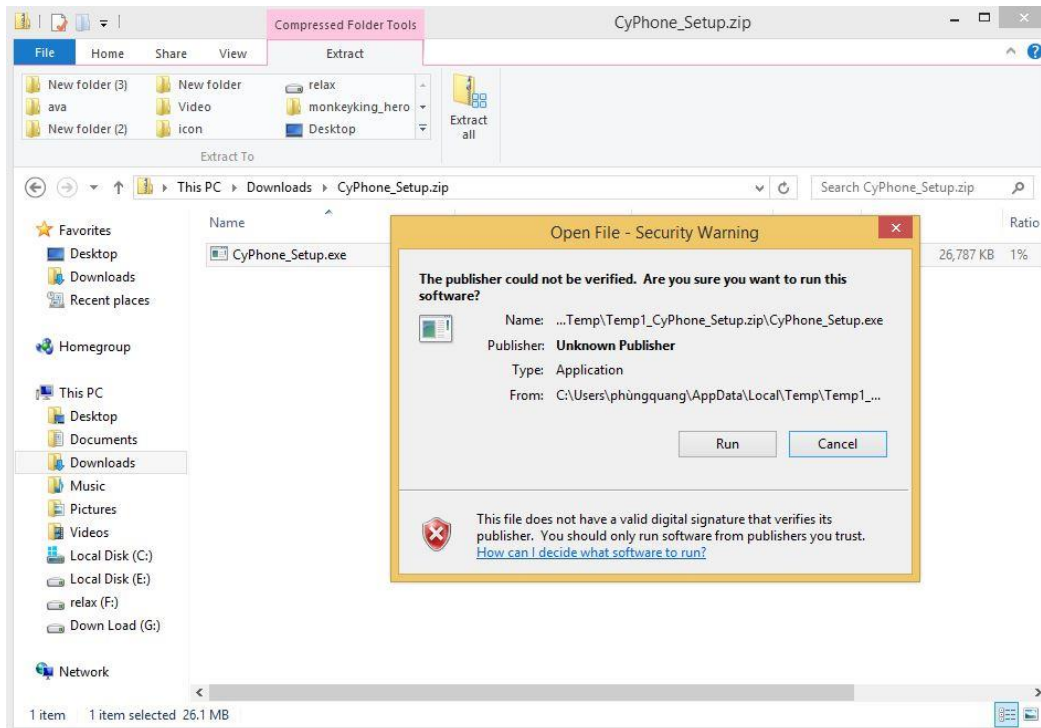 Compressed Folder Tools
CyPhone_Setup.zip
File Home Share View Extract
New folder (3) New folder relax
ava Video monkeyking_hero
New folder (2) icon Desktop
Extract all
Extract To
This PC Downloads CyPhone_Setup.zip
Search CyPhone_Setup.zip
Favorites
Desktop
Downloads
Recent places
Homegroup
This PC
Desktop
Documents
Downloads
Music
Pictures
Videos
Local Disk (C:)
Local Disk (E:)
relax (F:)
Down Load (G:)
Network
Name
Ratio
CyPhone_Setup.exe
26,787 KB 1%
Open File - Security Warning
The publisher could not be verified. Are you sure you want to run this
software?
Name: ...Temp\Temp1_CyPhone_Setup.zip\CyPhone_Setup.exe
Publisher: Unknown Publisher
Type: Application
From: C:\Users\phùngquang\AppData\Local\Temp\Temp1_...
Run Cancel
This file does not have a valid digital signature that verifies its
publisher. You should only run software from publishers you trust.
How can I decide what software to run?
1 item 1 item selected 26.1 MB